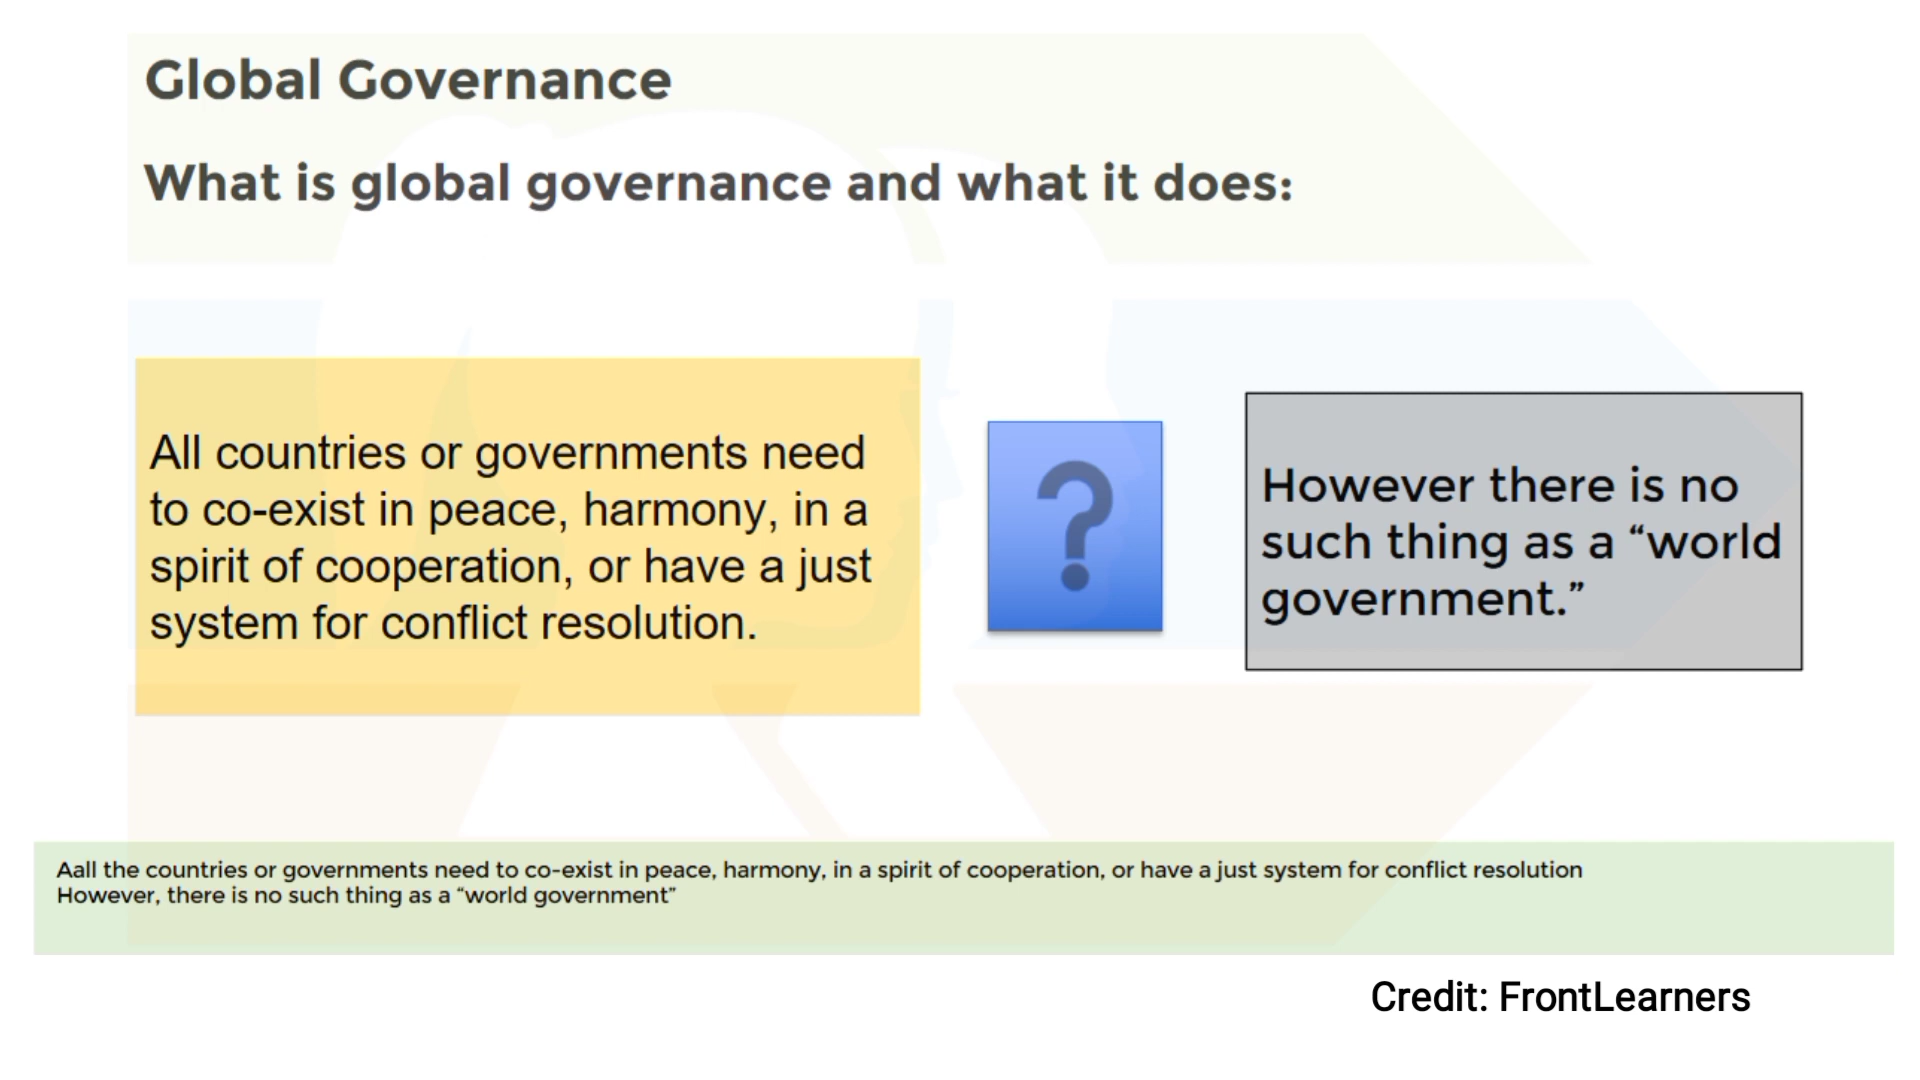 Global Governance
What is global governance and what it does:
All countries or governments need
to co-exist in peace, harmony, in a
spirit of cooperation, or have a just
system for conflict resolution.
?
However there is no
such thing as a “world
government.”
Aall the countries or governments need to co-exist in peace, harmony, in a spirit of cooperation, or have a just system for conflict resolution
However, there is no such thing as a “world government”
Credit: FrontLearners